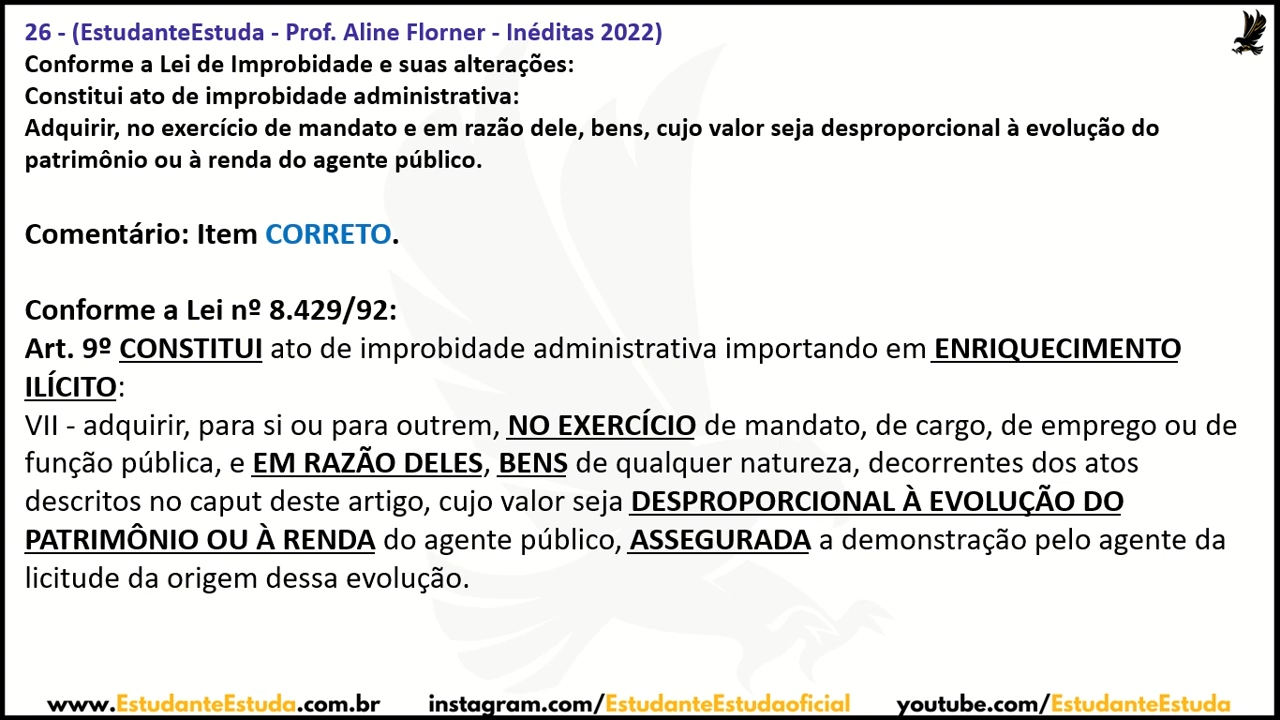 26 - (EstudanteEstuda - Prof. Aline Florner - Inéditas 2022)
Conforme a Lei de Improbidade e suas alterações:
Constitui ato de improbidade administrativa:
Adquirir, no exercício de mandato e em razão dele, bens, cujo valor seja desproporcional à evolução do
patrimônio ou à renda do agente público.
Comentário: Item CORRETO.
Conforme a Lei nº 8.429/92:
Art. 9º CONSTITUI ato de improbidade administrativa importando em ENRIQUECIMENTO
ILÍCITO:
VII - adquirir, para si ou para outrem, NO EXERCÍCIO de mandato, de cargo, de emprego ou de
função pública, e EM RAZÃO DELES, BENS de qualquer natureza, decorrentes dos atos
descritos no caput deste artigo, cujo valor seja DESPROPORCIONAL À EVOLUÇÃO DO
PATRIMÔNIO OU À RENDA do agente público, ASSEGURADA a demonstração pelo agente da
licitude da origem dessa evolução.
www.EstudanteEstuda.com.br instagram.com/EstudanteEstudaoficial youtube.com/EstudanteEstuda